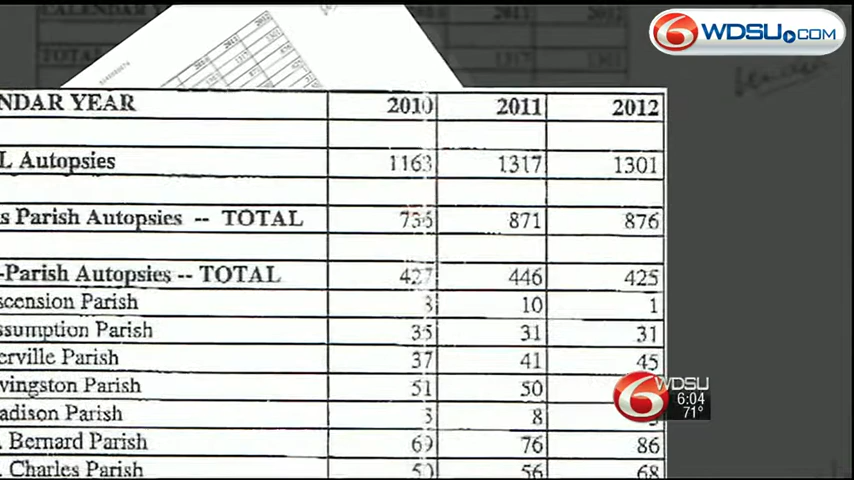 6 WDSU.COM
NDAR YEAR 2010 2011 2012
L Autopsies 1163 1317 1301
s Parish Autopsies -- TOTAL 736 871 876
-Parish Autopsies -- TOTAL 427 446 425
scension Parish 10 1
ssumption Parish 35 31 31
erville Parish 37 41 45
vingston Parish 51 50
adison Parish 8
. Bernard Parish 69 76 86
. Charles Parish 56 68
6 WDSU
6:04
71°